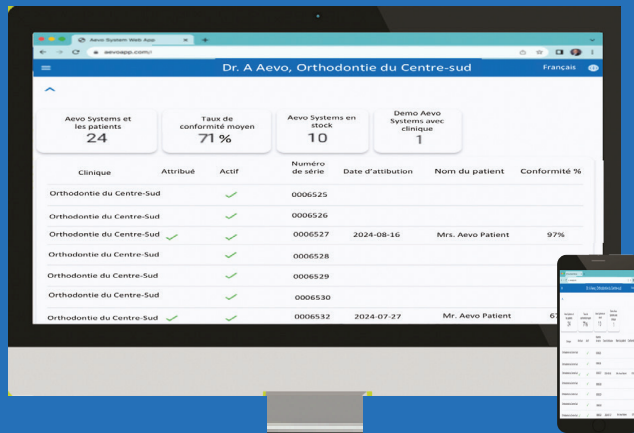 Aevo System Web App
aevoapp.com/
Dr. A Aevo, Orthodontie du Centre-sud
Français
Aevo Systems et les patients
24
Taux de conformité moyen
71 %
Aevo Systems en stock
10
Demo Aevo Systems avec clinique
1
Clinique Attribué Actif Numéro de série Date d'attibution Nom du patient Conformité %
Orthodontie du Centre-Sud 0006525
Orthodontie du Centre-Sud 0006526
Orthodontie du Centre-Sud 0006527 2024-08-16 Mrs. Aevo Patient 97%
Orthodontie du Centre-Sud 0006528
Orthodontie du Centre-Sud 0006529
Orthodontie du Centre-Sud 0006530
Orthodontie du Centre-Sud 0006532 2024-07-27 Mr. Aevo Patient